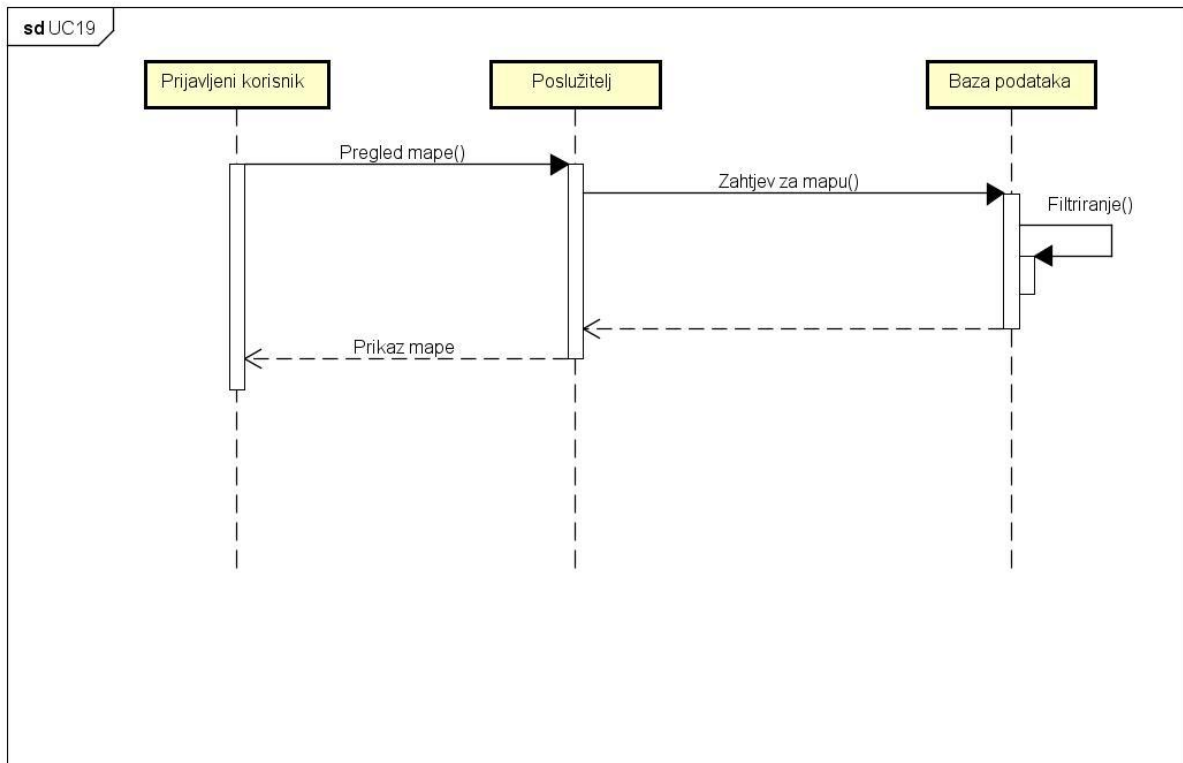 sd UC19
Prijavljeni korisnik
Poslužitelj
Baza podataka
Pregled mape()
Zahtjev za mapu()
Filtriranje()
Prikaz mape